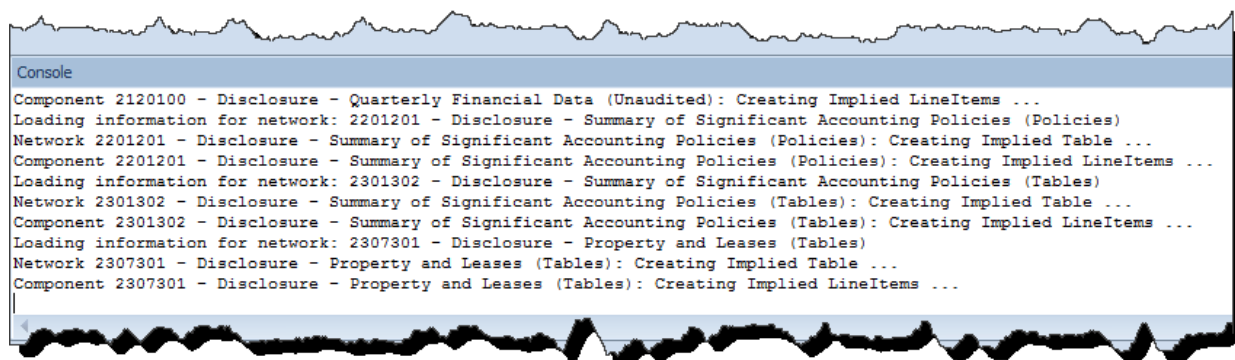 Console
Component 2120100 - Disclosure - Quarterly Financial Data (Unaudited): Creating Implied LineItems ...
Loading information for network: 2201201 - Disclosure - Summary of Significant Accounting Policies (Policies)
Network 2201201 - Disclosure - Summary of Significant Accounting Policies (Policies): Creating Implied Table ...
Component 2201201 - Disclosure - Summary of Significant Accounting Policies (Policies): Creating Implied LineItems ...
Loading information for network: 2301302 - Disclosure - Summary of Significant Accounting Policies (Tables)
Network 2301302 - Disclosure - Summary of Significant Accounting Policies (Tables): Creating Implied Table ...
Component 2301302 - Disclosure - Summary of Significant Accounting Policies (Tables): Creating Implied LineItems ...
Loading information for network: 2307301 - Disclosure - Property and Leases (Tables)
Network 2307301 - Disclosure - Property and Leases (Tables): Creating Implied Table ...
Component 2307301 - Disclosure - Property and Leases (Tables): Creating Implied LineItems ...